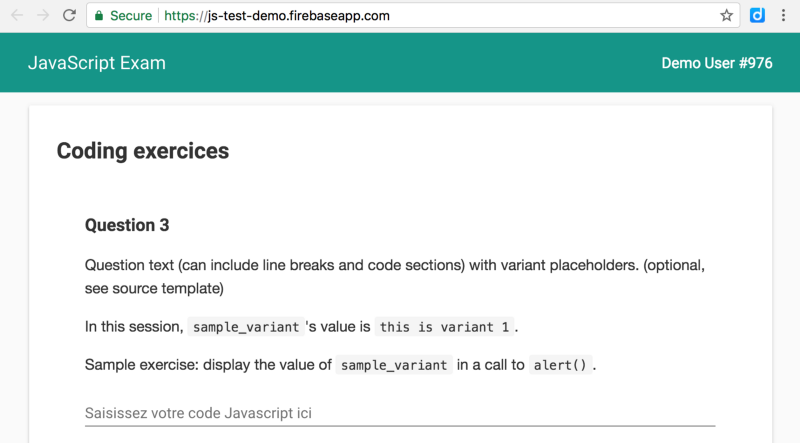 Secure https://js-test-demo.firebaseapp.com
JavaScript Exam
Demo User #976
Coding exercices
Question 3
Question text (can include line breaks and code sections) with variant placeholders. (optional,
see source template)
In this session, sample_variant 's value is this is variant 1 .
Sample exercise: display the value of sample_variant in a call to alert() .
Saisissez votre code Javascript ici